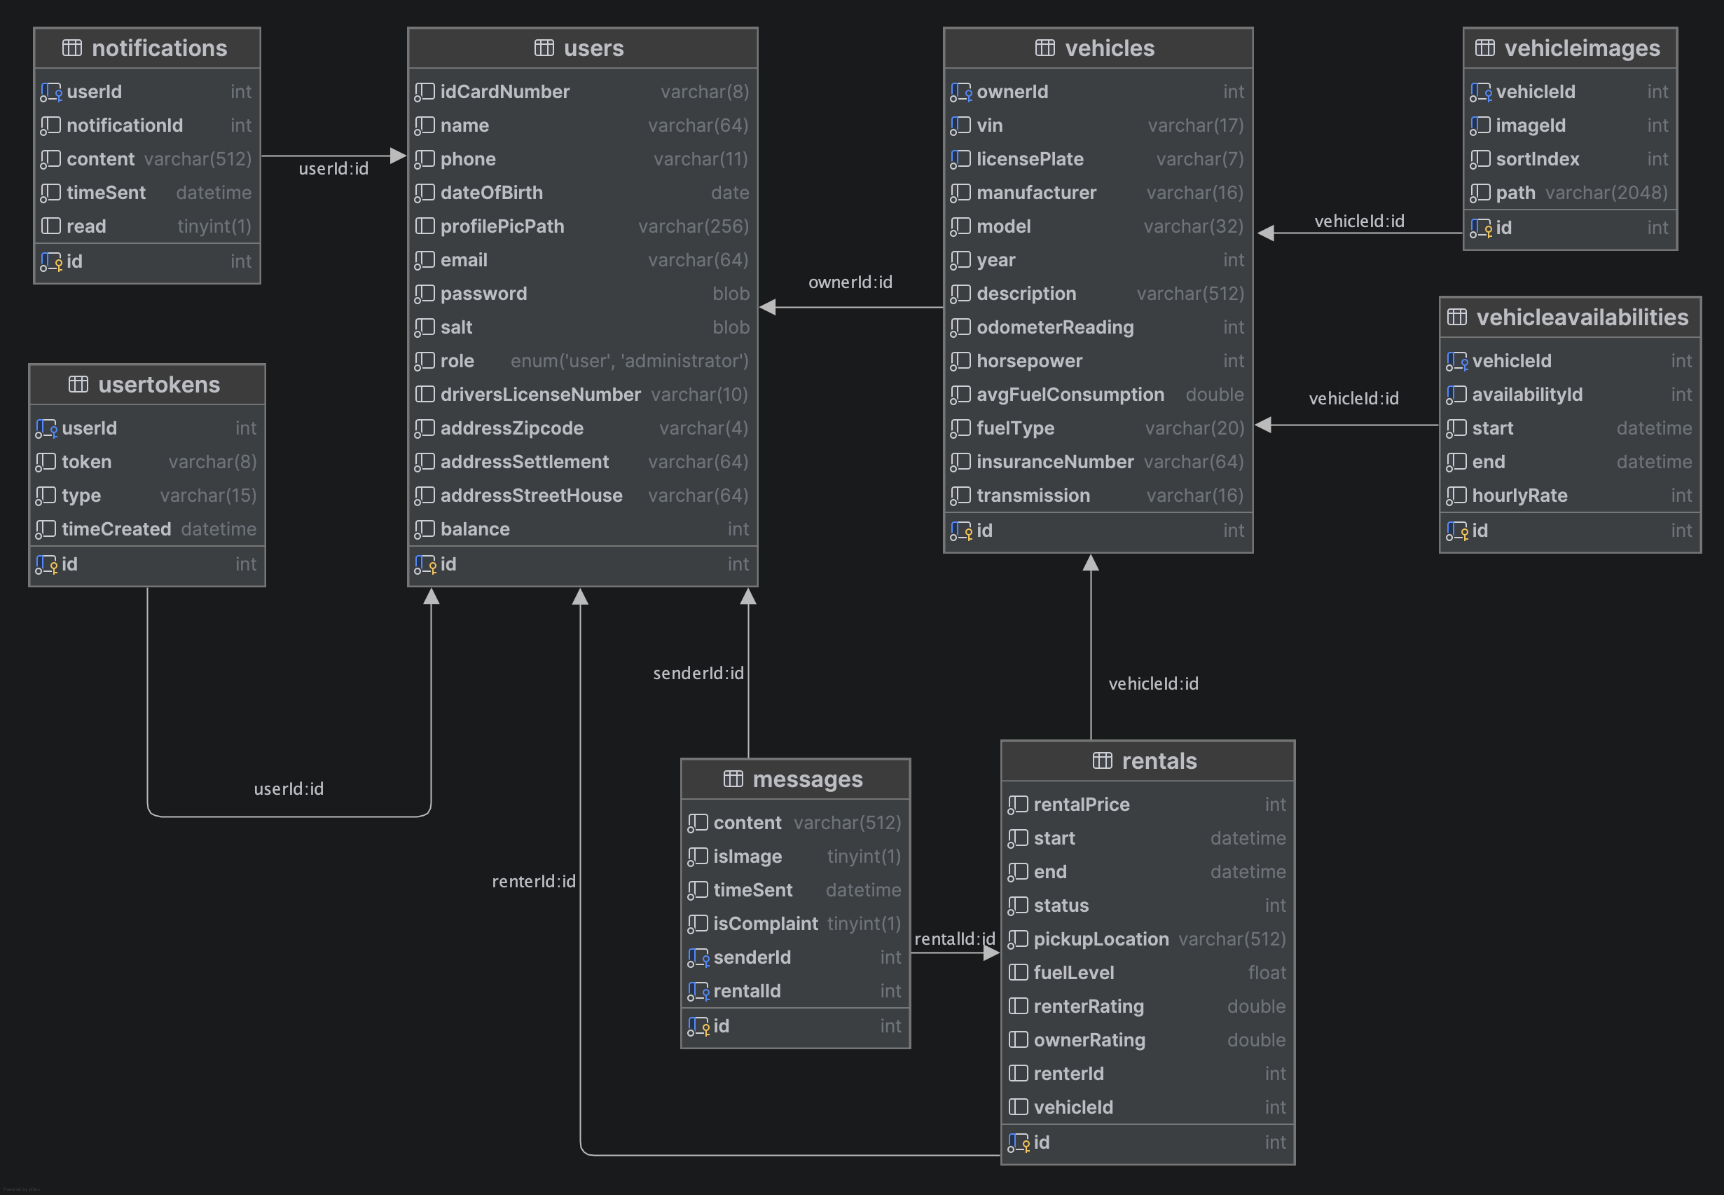 notifications
userId int
notificationId int
content varchar(512)
timeSent datetime
read tinyint(1)
id int
userId:id
users
idCardNumber varchar(8)
name varchar(64)
phone varchar(11)
dateOfBirth date
profilePicPath varchar(256)
email varchar(64)
password blob
salt blob
role enum('user', 'administrator')
driversLicenseNumber varchar(10)
addressZipcode varchar(4)
addressSettlement varchar(64)
addressStreetHouse varchar(64)
balance int
id int
ownerId:id
vehicles
ownerId int
vin varchar(17)
licensePlate varchar(7)
manufacturer varchar(16)
model varchar(32)
year int
description varchar(512)
odometerReading int
horsepower int
avgFuelConsumption double
fuelType varchar(20)
insuranceNumber varchar(64)
transmission varchar(16)
id int
vehicleId:id
vehicleimages
vehicleId int
imageId int
sortIndex int
path varchar(2048)
id int
vehicleId:id
vehicleavailabilities
vehicleId int
availabilityId int
start datetime
end datetime
hourlyRate int
id int
usertokens
userId int
token varchar(8)
type varchar(15)
timeCreated datetime
id int
userId:id
senderId:id
vehicleId:id
renterId:id
messages
content varchar(512)
isImage tinyint(1)
timeSent datetime
isComplaint tinyint(1)
senderId int
rentalId int
id int
rentalId:id
rentals
rentalPrice int
start datetime
end datetime
status int
pickupLocation varchar(512)
fuelLevel float
renterRating double
ownerRating double
renterId int
vehicleId int
id int